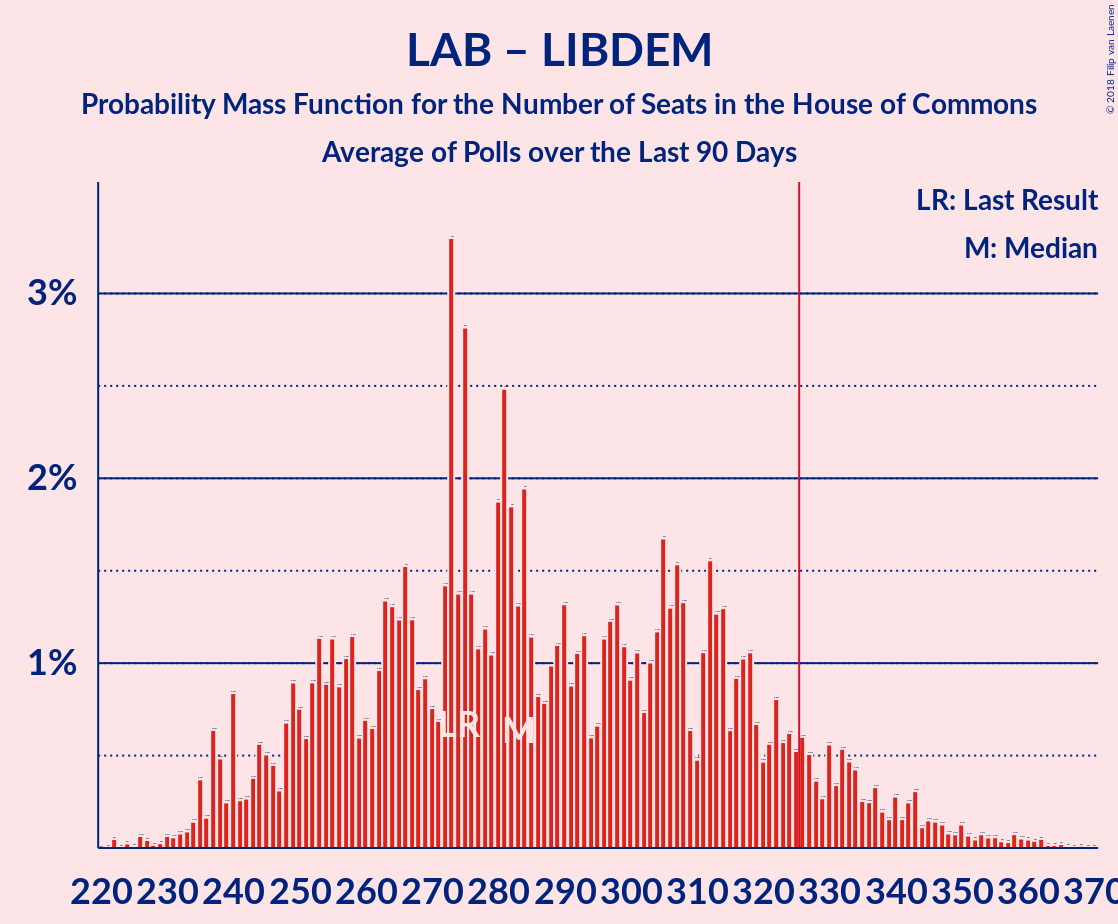 LAB – LIBDEM
Probability Mass Function for the Number of Seats in the House of Commons
Average of Polls over the Last 90 Days
© 2018 Filip van Laenen
LR: Last Result
M: Median
3%
2%
1%
LR M
220 230 240 250 260 270 280 290 300 310 320 330 340 350 360 370